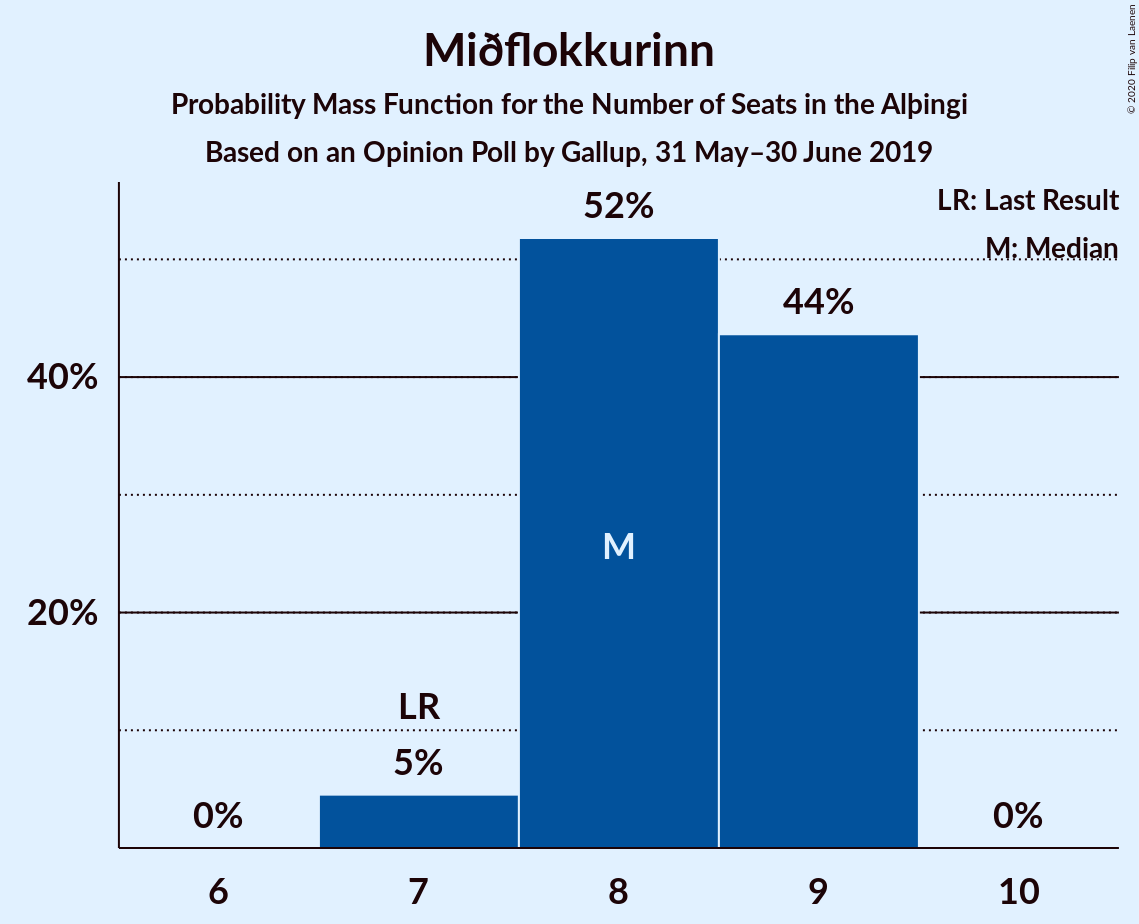 Miðflokkurinn
Probability Mass Function for the Number of Seats in the Alþingi
Based on an Opinion Poll by Gallup, 31 May–30 June 2019
© 2020 Filip van Laenen
LR: Last Result
M: Median
52%
44%
40%
M
20%
LR
5%
0%
0%
6
7
8
9
10